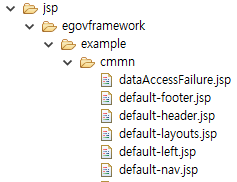 jsp
egovframework
example
cmmn
dataAccessFailure.jsp
default-footer.jsp
default-header.jsp
default-layouts.jsp
default-left.jsp
default-nav.jsp